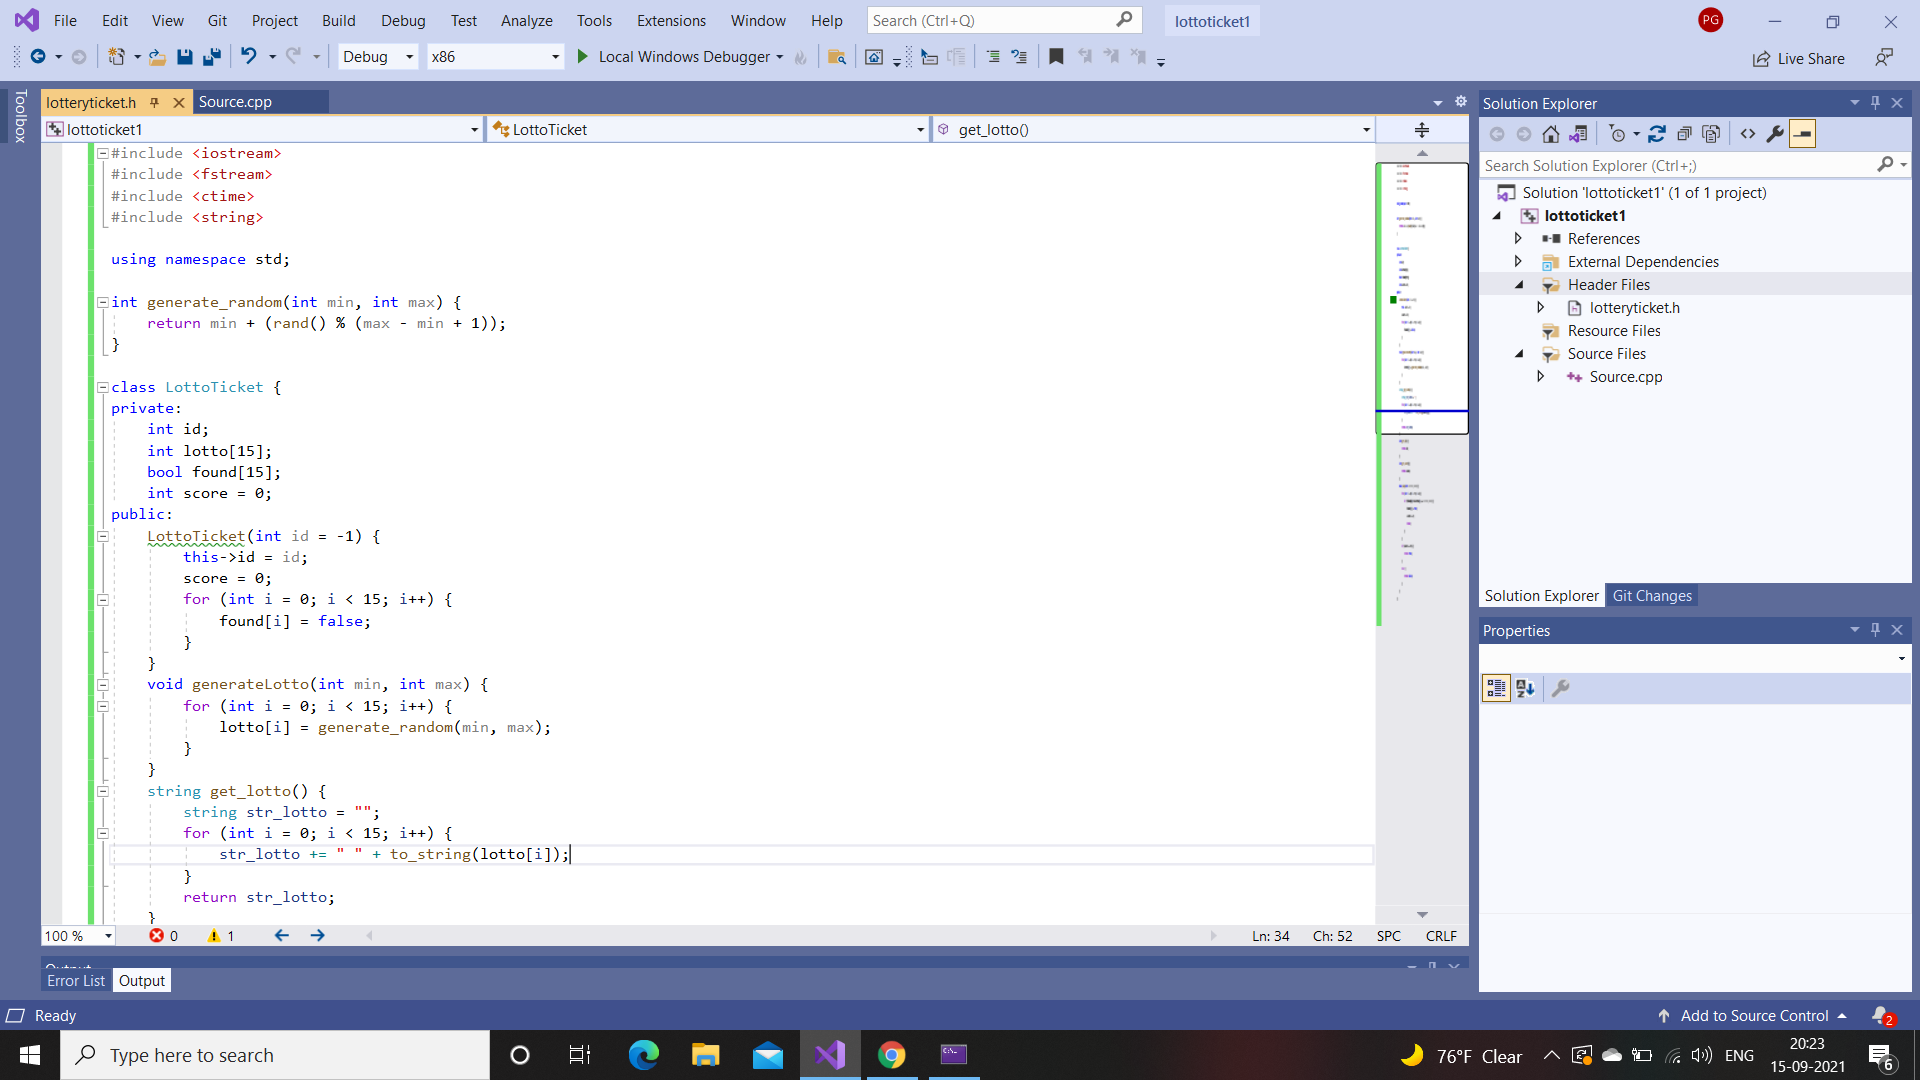 File Edit View Git Project Build Debug Test Analyze Tools Extensions Window Help Search (Ctrl+Q) lottoticket1 PG
Debug x86 Local Windows Debugger Live Share
Toolbox
lotteryticket.h Source.cpp
lottoticket1 LottoTicket get_lotto()
#include <iostream>
#include <fstream>
#include <ctime>
#include <string>
using namespace std;
int generate_random(int min, int max) {
return min + (rand() % (max - min + 1));
}
class LottoTicket {
private:
int id;
int lotto[15];
bool found[15];
int score = 0;
public:
LottoTicket(int id = -1) {
this->id = id;
score = 0;
for (int i = 0; i < 15; i++) {
found[i] = false;
}
}
void generateLotto(int min, int max) {
for (int i = 0; i < 15; i++) {
lotto[i] = generate_random(min, max);
}
}
string get_lotto() {
string str_lotto = "";
for (int i = 0; i < 15; i++) {
str_lotto += " " + to_string(lotto[i]);
}
return str_lotto;
}
100 % 0 1 Ln: 34 Ch: 52 SPC CRLF
Output
Error List Output
Solution Explorer
Search Solution Explorer (Ctrl+;)
Solution 'lottoticket1' (1 of 1 project)
lottoticket1
References
External Dependencies
Header Files
lotteryticket.h
Resource Files
Source Files
Source.cpp
Solution Explorer Git Changes
Properties
Ready Add to Source Control 2
Type here to search 76°F Clear ENG 20:23
15-09-2021 6